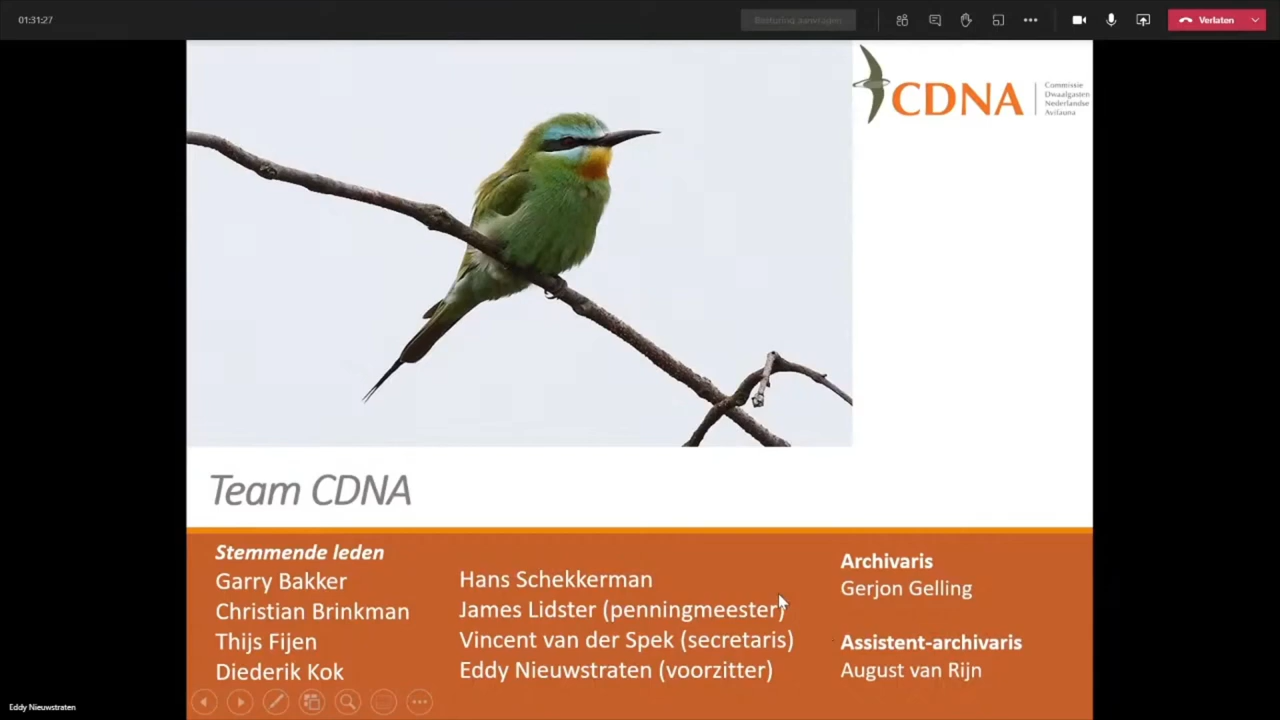 01:31:27
Besturing aanvragen
Verlaten
CDNA
Commissie
Dwaalgasten
Nederlandse
Avifauna
Team CDNA
Stemmende leden
Garry Bakker
Christian Brinkman
Thijs Fijen
Diederik Kok
Hans Schekkerman
James Lidster (penningmeester)
Vincent van der Spek (secretaris)
Eddy Nieuwstraten (voorzitter)
Archivaris
Gerjon Gelling
Assistent-archivaris
August van Rijn
Eddy Nieuwstraten